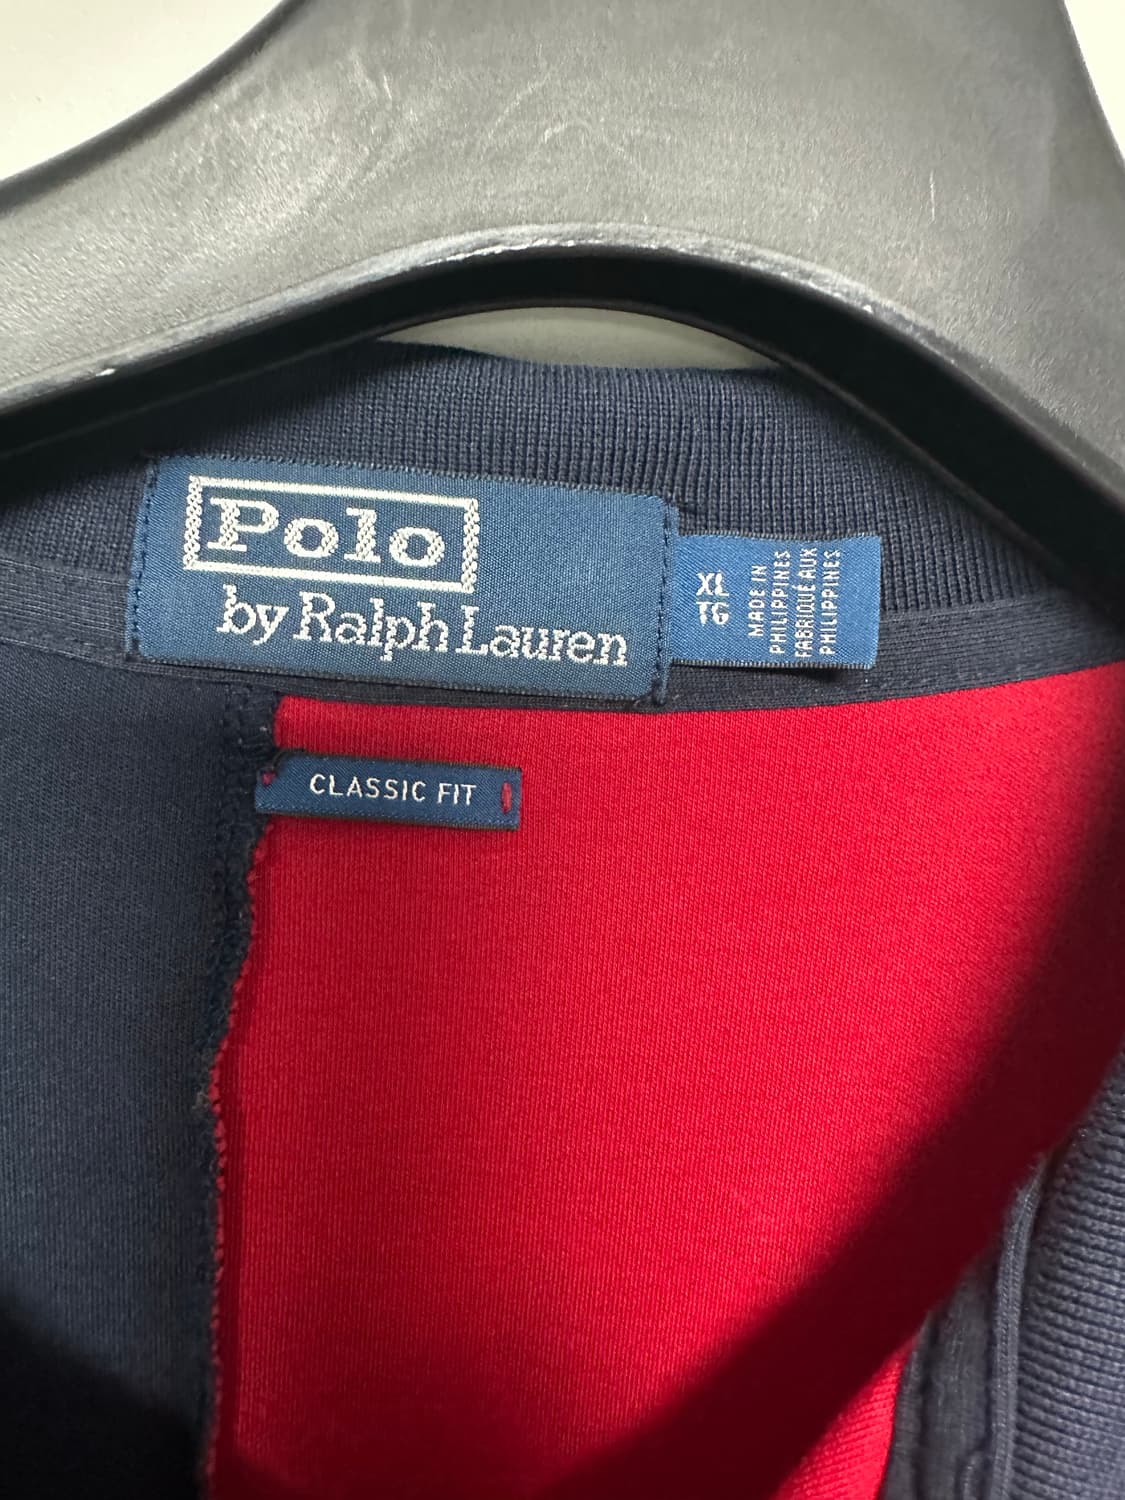 Polo
by Ralph Lauren
XL
TG
MADE IN
PHILIPPINES
FABRIQUÉ AUX
PHILIPPINES
CLASSIC FIT